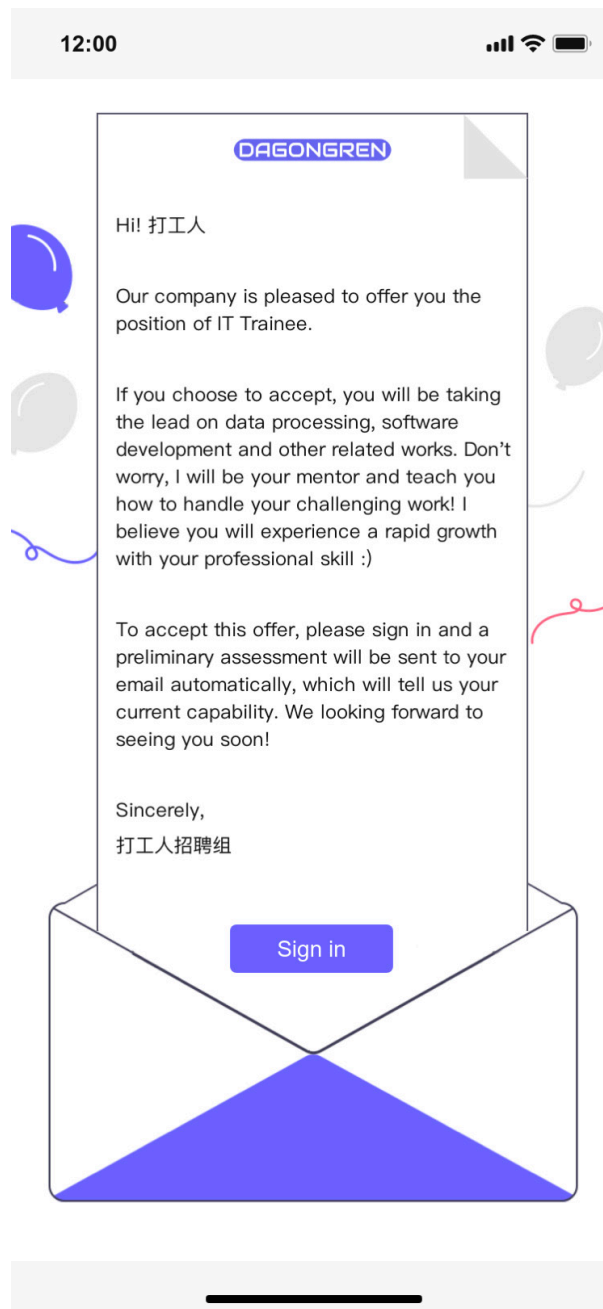 12:00
DAGONGREN
Hi! 打工人
Our company is pleased to offer you the
position of IT Trainee.
If you choose to accept, you will be taking
the lead on data processing, software
development and other related works. Don't
worry, I will be your mentor and teach you
how to handle your challenging work! I
believe you will experience a rapid growth
with your professional skill :)
To accept this offer, please sign in and a
preliminary assessment will be sent to your
email automatically, which will tell us your
current capability. We looking forward to
seeing you soon!
Sincerely,
打工人招聘组
Sign in